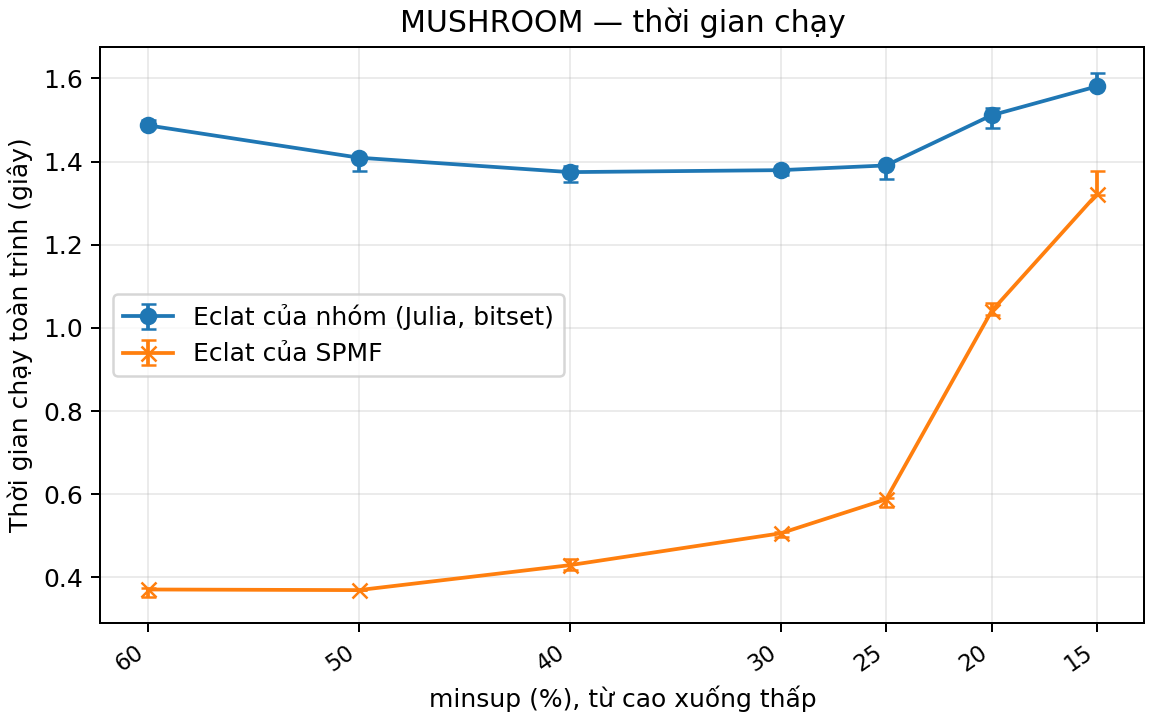 MUSHROOM — thời gian chạy
Thời gian chạy toàn trình (giây)
1.6
1.4
1.2
1.0
0.8
0.6
0.4
Eclat của nhóm (Julia, bitset)
Eclat của SPMF
60
50
40
30
25
20
15
minsup (%), từ cao xuống thấp